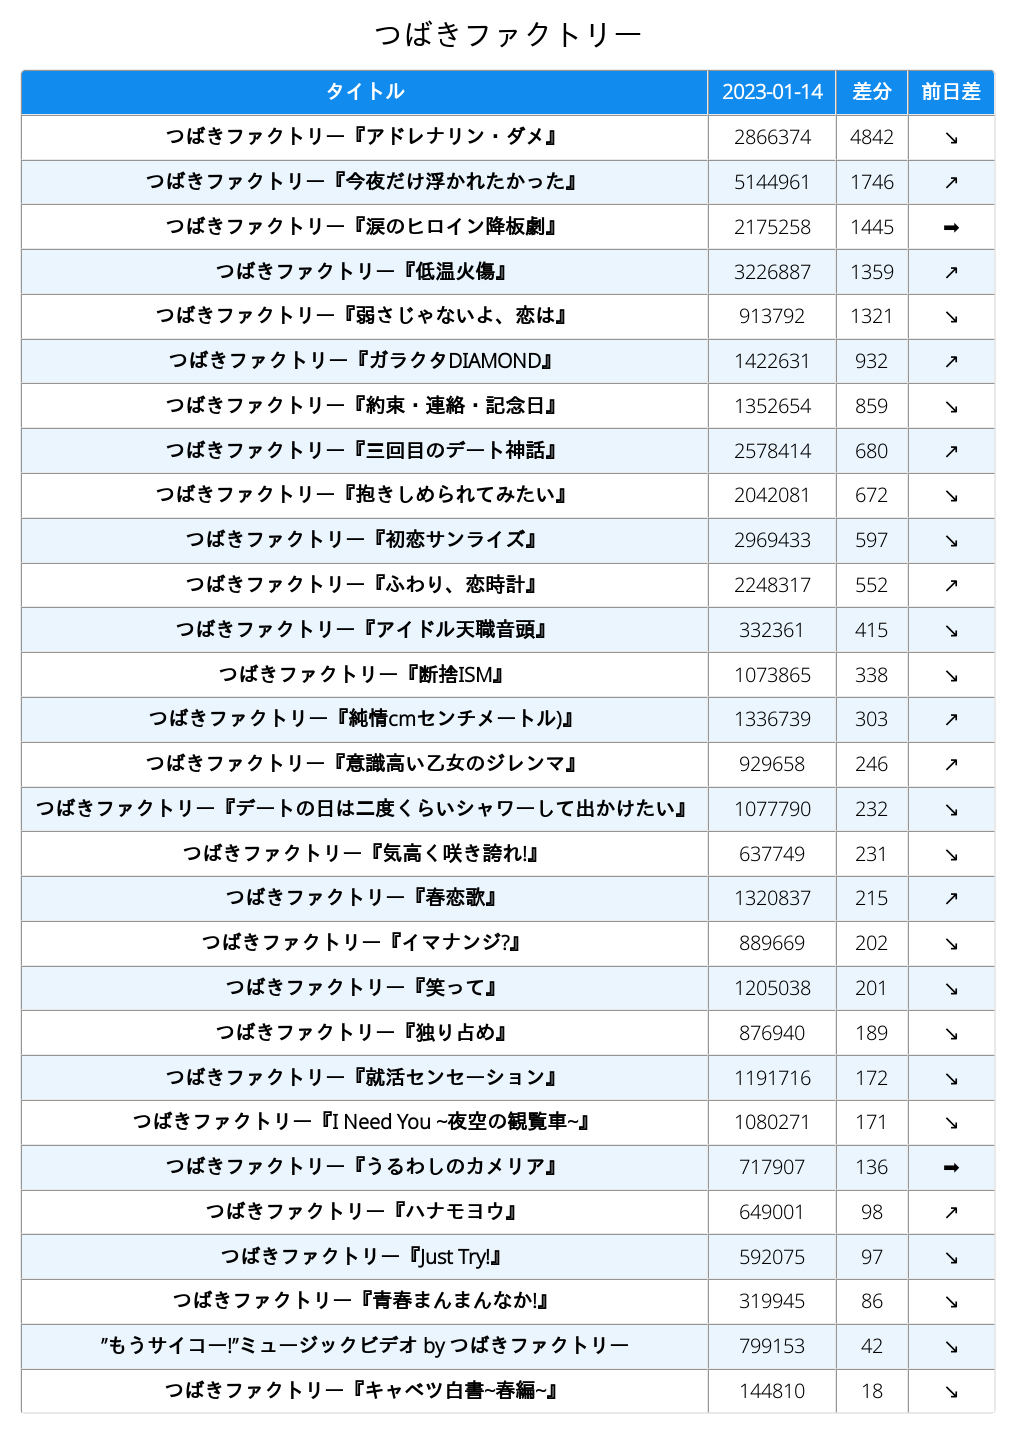 つばきファクトリー
タイトル 2023-01-14 差分 前日差
つばきファクトリー『アドレナリン・ダメ』 2866374 4842 ↘
つばきファクトリー『今夜だけ浮かれたかった』 5144961 1746 ↗
つばきファクトリー『涙のヒロイン降板劇』 2175258 1445 ➡
つばきファクトリー『低温火傷』 3226887 1359 ↗
つばきファクトリー『弱さじゃないよ、恋は』 913792 1321 ↘
つばきファクトリー『ガラクタDIAMOND』 1422631 932 ↗
つばきファクトリー『約束・連絡・記念日』 1352654 859 ↘
つばきファクトリー『三回目のデート神話』 2578414 680 ↗
つばきファクトリー『抱きしめられてみたい』 2042081 672 ↘
つばきファクトリー『初恋サンライズ』 2969433 597 ↘
つばきファクトリー『ふわり、恋時計』 2248317 552 ↗
つばきファクトリー『アイドル天職音頭』 332361 415 ↘
つばきファクトリー『断捨ISM』 1073865 338 ↘
つばきファクトリー『純情cmセンチメートル)』 1336739 303 ↗
つばきファクトリー『意識高い乙女のジレンマ』 929658 246 ↗
つばきファクトリー『デートの日は二度くらいシャワーして出かけたい』 1077790 232 ↘
つばきファクトリー『気高く咲き誇れ!』 637749 231 ↘
つばきファクトリー『春恋歌』 1320837 215 ↗
つばきファクトリー『イマナンジ?』 889669 202 ↘
つばきファクトリー『笑って』 1205038 201 ↘
つばきファクトリー『独り占め』 876940 189 ↘
つばきファクトリー『就活センセーション』 1191716 172 ↘
つばきファクトリー『I Need You ~夜空の観覧車~』 1080271 171 ↘
つばきファクトリー『うるわしのカメリア』 717907 136 ➡
つばきファクトリー『ハナモヨウ』 649001 98 ↗
つばきファクトリー『Just Try!』 592075 97 ↘
つばきファクトリー『青春まんまんなか!』 319945 86 ↘
”もうサイコー!”ミュージックビデオ by つばきファクトリー 799153 42 ↘
つばきファクトリー『キャベツ白書~春編~』 144810 18 ↘